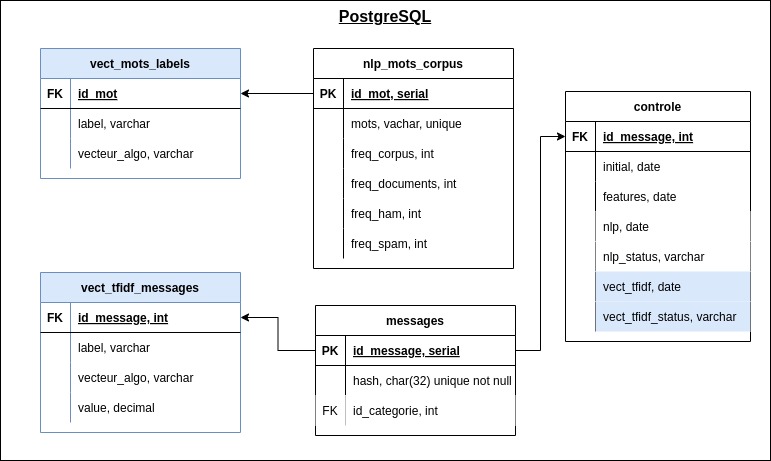 PostgreSQL
vect_mots_labels
FK id_mot
label, varchar
vecteur_algo, varchar
nlp_mots_corpus
PK id_mot, serial
mots, vachar, unique
freq_corpus, int
freq_documents, int
freq_ham, int
freq_spam, int
controle
FK id_message, int
initial, date
features, date
nlp, date
nlp_status, varchar
vect_tfidf, date
vect_tfidf_status, varchar
vect_tfidf_messages
FK id_message, int
label, varchar
vecteur_algo, varchar
value, decimal
messages
PK id_message, serial
hash, char(32) unique not null
FK id_categorie, int